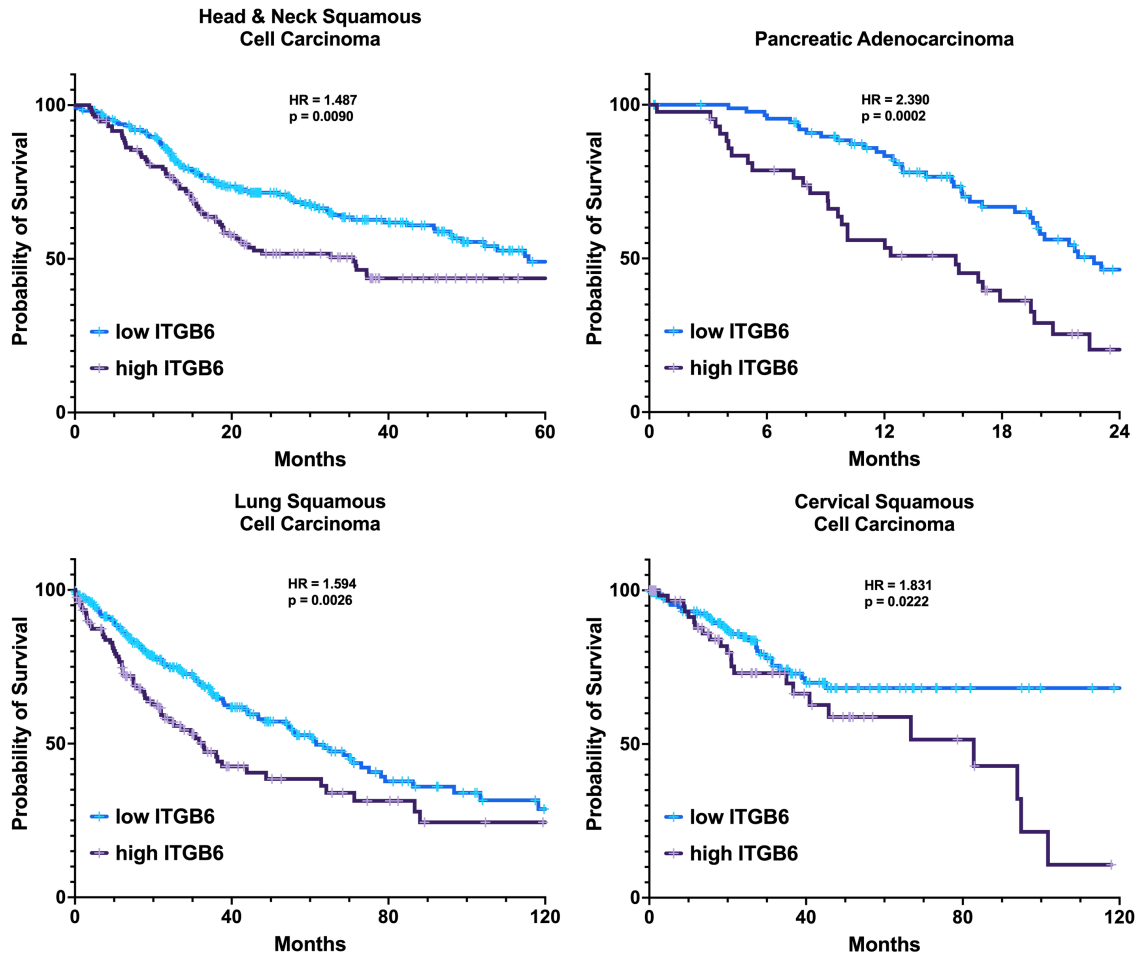 Head & Neck Squamous
Cell Carcinoma
HR = 1.487
p = 0.0090
Probability of Survival
100
50
0
low ITGB6
high ITGB6
0 20 40 60
Months
Pancreatic Adenocarcinoma
HR = 2.390
p = 0.0002
Probability of Survival
100
50
0
low ITGB6
high ITGB6
0 6 12 18 24
Months
Lung Squamous
Cell Carcinoma
HR = 1.594
p = 0.0026
Probability of Survival
100
50
0
low ITGB6
high ITGB6
0 40 80 120
Months
Cervical Squamous
Cell Carcinoma
HR = 1.831
p = 0.0222
Probability of Survival
100
50
0
low ITGB6
high ITGB6
0 40 80 120
Months